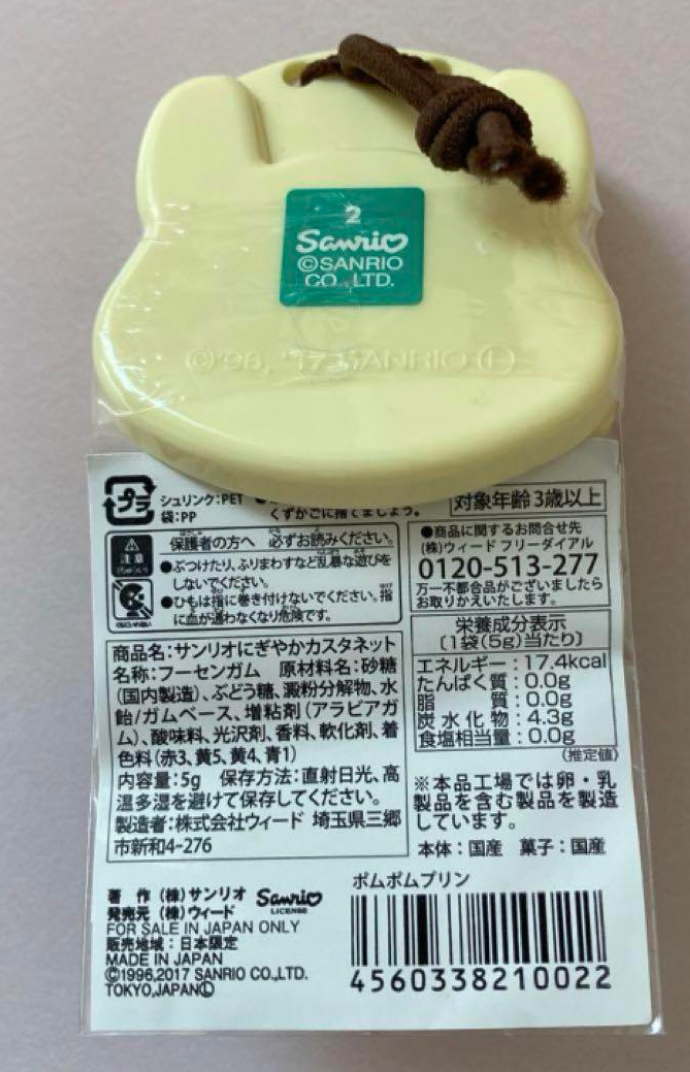 2
Sanrio
©SANRIO
CO.,LTD.
©'96, '17 SANRIO Ⓛ
プラ
シュリンク:PET
袋:PP
くずかごに捨てましょう。
対象年齢 3歳以上
注意
保護者の方へ 必ずお読みください。
●ぶつけたり、ふりまわすなど乱暴な遊びを
しないでください。
●ひもは指に巻き付けないでください。指
に血が通わなくなり危険です。
●商品に関するお問合せ先
(株)ウィード フリーダイアル
0120-513-277
万一不都合品がございましたら
お取りかえいたします。
商品名:サンリオにぎやかカスタネット
名称:フーセンガム 原材料名:砂糖
(国内製造)、ぶどう糖、澱粉分解物、水
飴/ガムベース、増粘剤(アラビアガ
ム)、酸味料、光沢剤、香料、軟化剤、着
色料(赤3、黄5、黄4、青1)
内容量:5g 保存方法:直射日光、高
温多湿を避けて保存してください。
製造者:株式会社ウィード 埼玉県三郷
市新和4-276
栄養成分表示
〔1袋(5g)当たり〕
エネルギー:17.4kcal
たんぱく質:0.0g
脂質:0.0g
炭水化物:4.3g
食塩相当量:0.0g
(推定値)
※本品工場では卵・乳
製品を含む製品を製造
しています。
本体:国産 菓子:国産
著作 (株)サンリオ
発売元 (株)ウィード
Sanrio
LICENSE
FOR SALE IN JAPAN ONLY
販売地域:日本限定
MADE IN JAPAN
©1996,2017 SANRIO CO.,LTD.
TOKYO,JAPANⓁ
ポムポムプリン
4560338210022